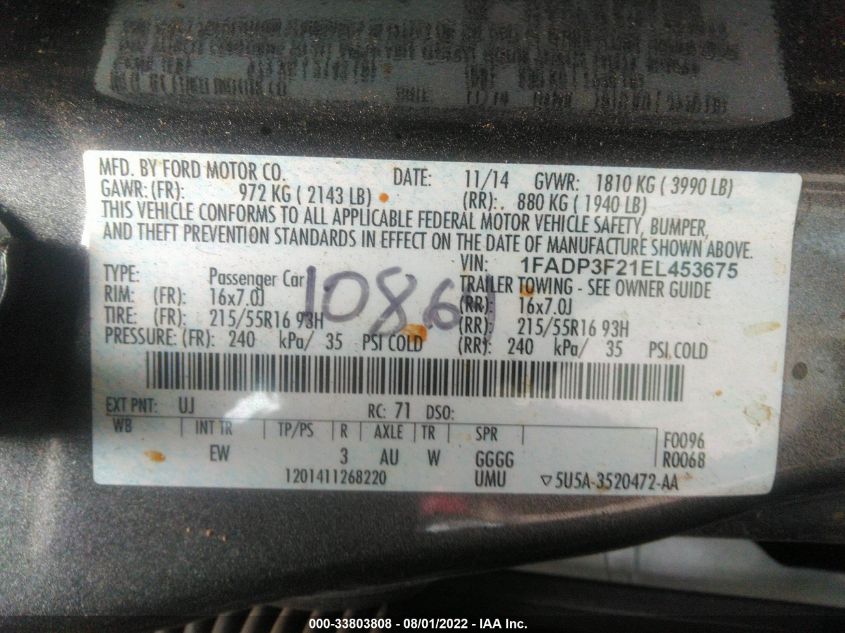 11/14
MFD. BY FORD MOTOR CO. DATE: 11/14 GVWR: 1810 KG ( 3990 LB)
GAWR: (FR): 972 KG ( 2143 LB) (RR): 880 KG ( 1940 LB)
THIS VEHICLE CONFORMS TO ALL APPLICABLE FEDERAL MOTOR VEHICLE SAFETY, BUMPER,
AND THEFT PREVENTION STANDARDS IN EFFECT ON THE DATE OF MANUFACTURE SHOWN ABOVE.
VIN: 1FADP3F21EL453675
TYPE: Passenger Car TRAILER TOWING - SEE OWNER GUIDE
RIM: (FR): 16x7.0J (RR): 16x7.0J
TIRE: (FR): 215/55R16 93H (RR): 215/55R16 93H
PRESSURE: (FR): 240 kPa/ 35 PSI COLD (RR): 240 kPa/ 35 PSI COLD
10861
EXT PNT: UJ RC: 71 DSO:
WB INT TR TP/PS R AXLE TR SPR F0096
EW 3 AU W GGGG R0068
1201411268220 UMU ▽5U5A-3520472-AA
000-33803808 - 08/01/2022 - IAA Inc.